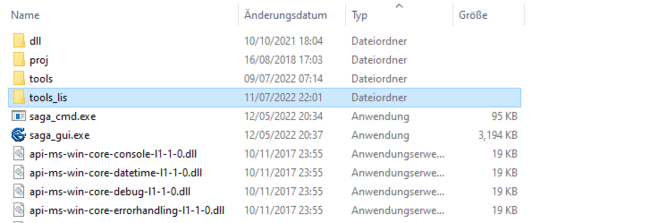 Name Änderungsdatum Typ Größe
dll 10/10/2021 18:04 Dateiordner
proj 16/08/2018 17:03 Dateiordner
tools 09/07/2022 07:14 Dateiordner
tools_lis 11/07/2022 22:01 Dateiordner
saga_cmd.exe 12/05/2022 20:34 Anwendung 95 KB
saga_gui.exe 12/05/2022 20:37 Anwendung 3,194 KB
api-ms-win-core-console-l1-1-0.dll 10/11/2017 23:55 Anwendungserwe... 19 KB
api-ms-win-core-datetime-l1-1-0.dll 10/11/2017 23:55 Anwendungserwe... 19 KB
api-ms-win-core-debug-l1-1-0.dll 10/11/2017 23:55 Anwendungserwe... 19 KB
api-ms-win-core-errorhandling-l1-1-0.dll 10/11/2017 23:55 Anwendungserwe... 19 KB